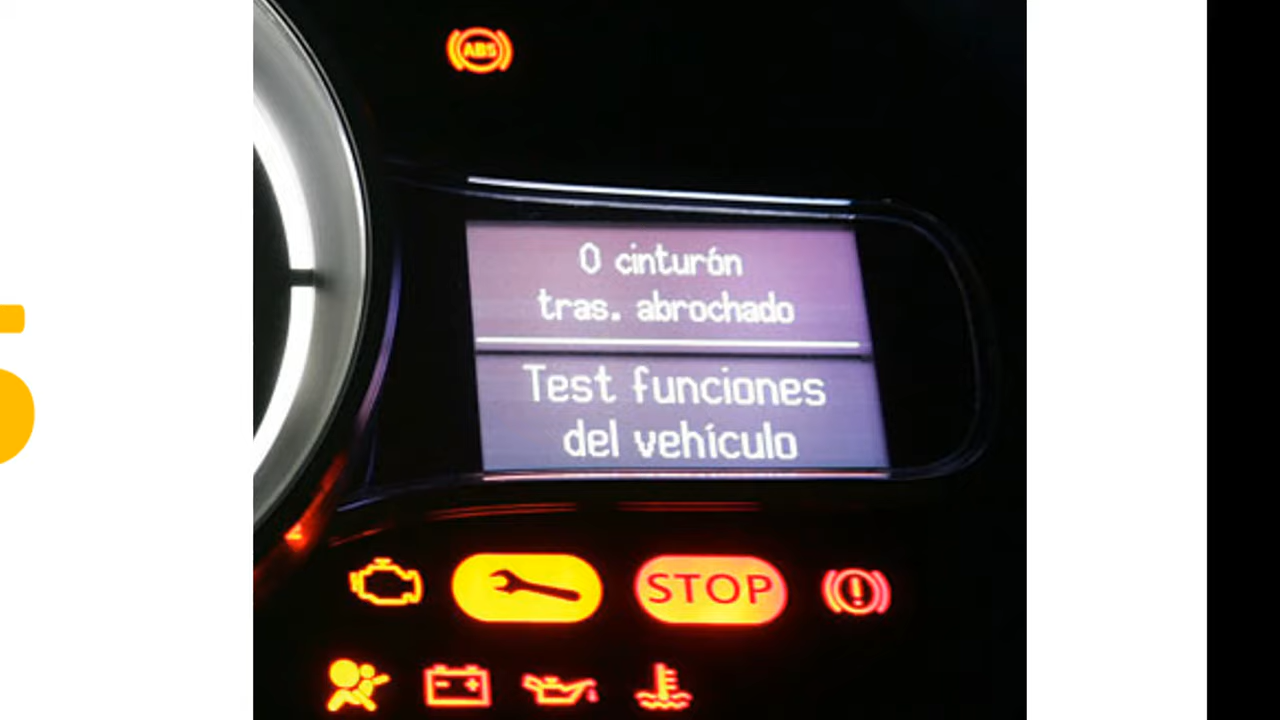 ABS
0 cinturón
tras. abrochado
Test funciones
del vehículo
STOP